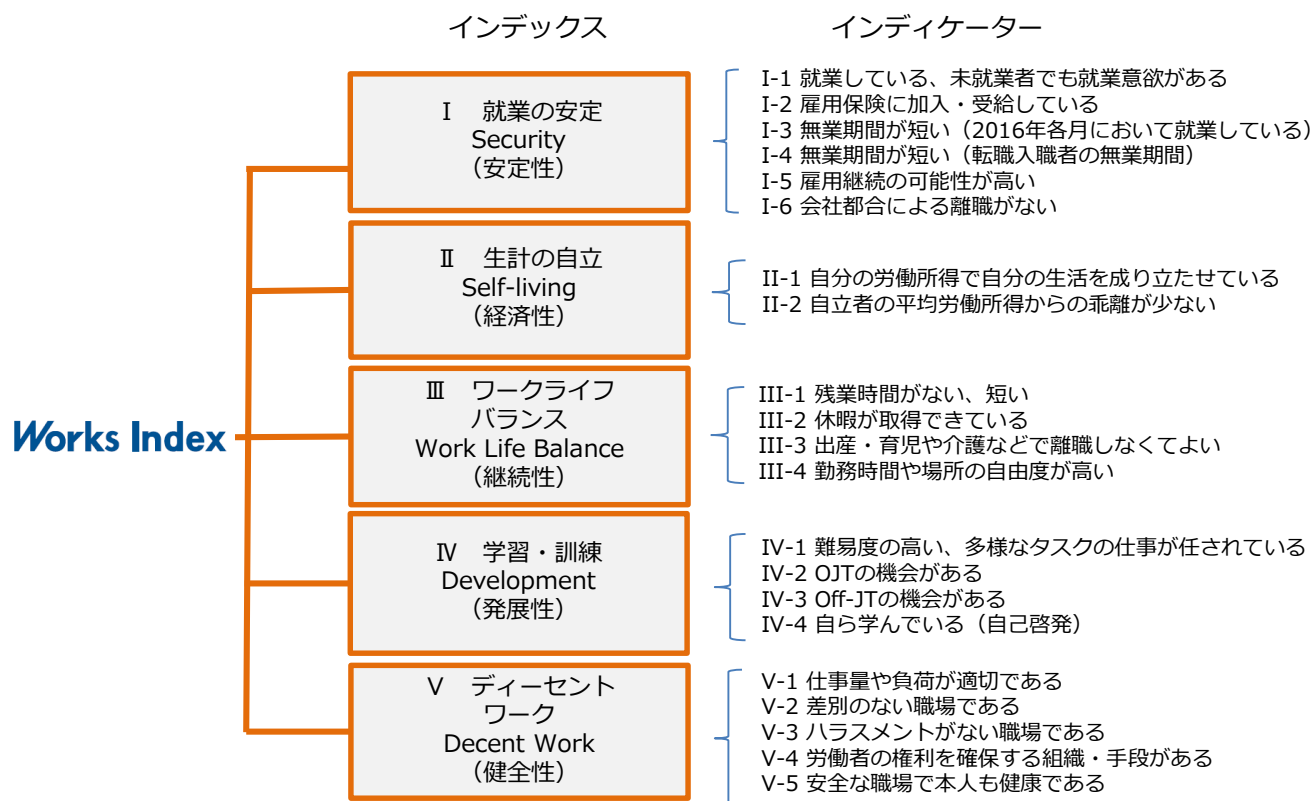 インデックス
インディケーター
Works Index
Ⅰ 就業の安定
Security
（安定性）
I-1 就業している、未就業者でも就業意欲がある
I-2 雇用保険に加入・受給している
I-3 無業期間が短い（2016年各月において就業している）
I-4 無業期間が短い（転職入職者の無業期間）
I-5 雇用継続の可能性が高い
I-6 会社都合による離職がない
Ⅱ 生計の自立
Self-living
（経済性）
II-1 自分の労働所得で自分の生活を成り立たせている
II-2 自立者の平均労働所得からの乖離が少ない
Ⅲ ワークライフ
バランス
Work Life Balance
（継続性）
III-1 残業時間がない、短い
III-2 休暇が取得できている
III-3 出産・育児や介護などで離職しなくてよい
III-4 勤務時間や場所の自由度が高い
Ⅳ 学習・訓練
Development
（発展性）
IV-1 難易度の高い、多様なタスクの仕事が任されている
IV-2 OJTの機会がある
IV-3 Off-JTの機会がある
IV-4 自ら学んでいる（自己啓発）
Ⅴ ディーセント
ワーク
Decent Work
（健全性）
V-1 仕事量や負荷が適切である
V-2 差別のない職場である
V-3 ハラスメントがない職場である
V-4 労働者の権利を確保する組織・手段がある
V-5 安全な職場で本人も健康である